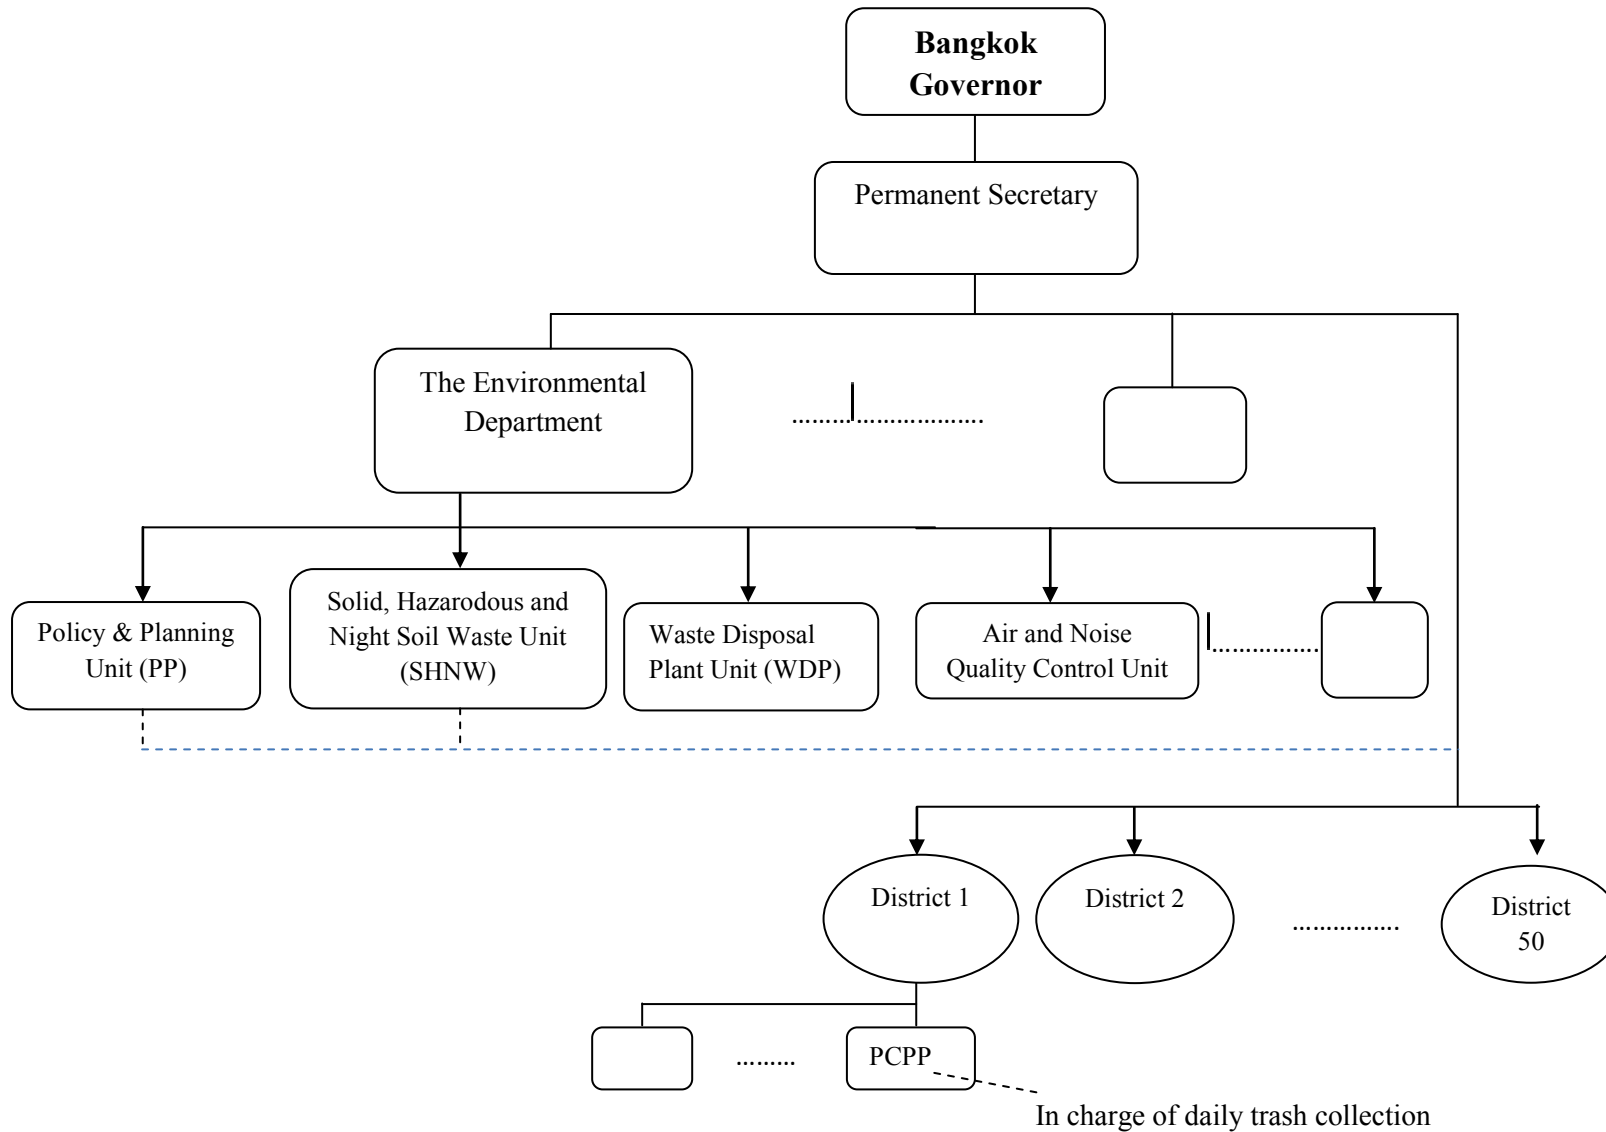 Bangkok
Governor
Permanent Secretary
The Environmental
Department
……………………….
Policy & Planning
Unit (PP)
Solid, Hazarodous and
Night Soil Waste Unit
(SHNW)
Waste Disposal
Plant Unit (WDP)
Air and Noise
Quality Control Unit
…………….
District 1
District 2
…………….
District
50
………
PCPP
In charge of daily trash collection